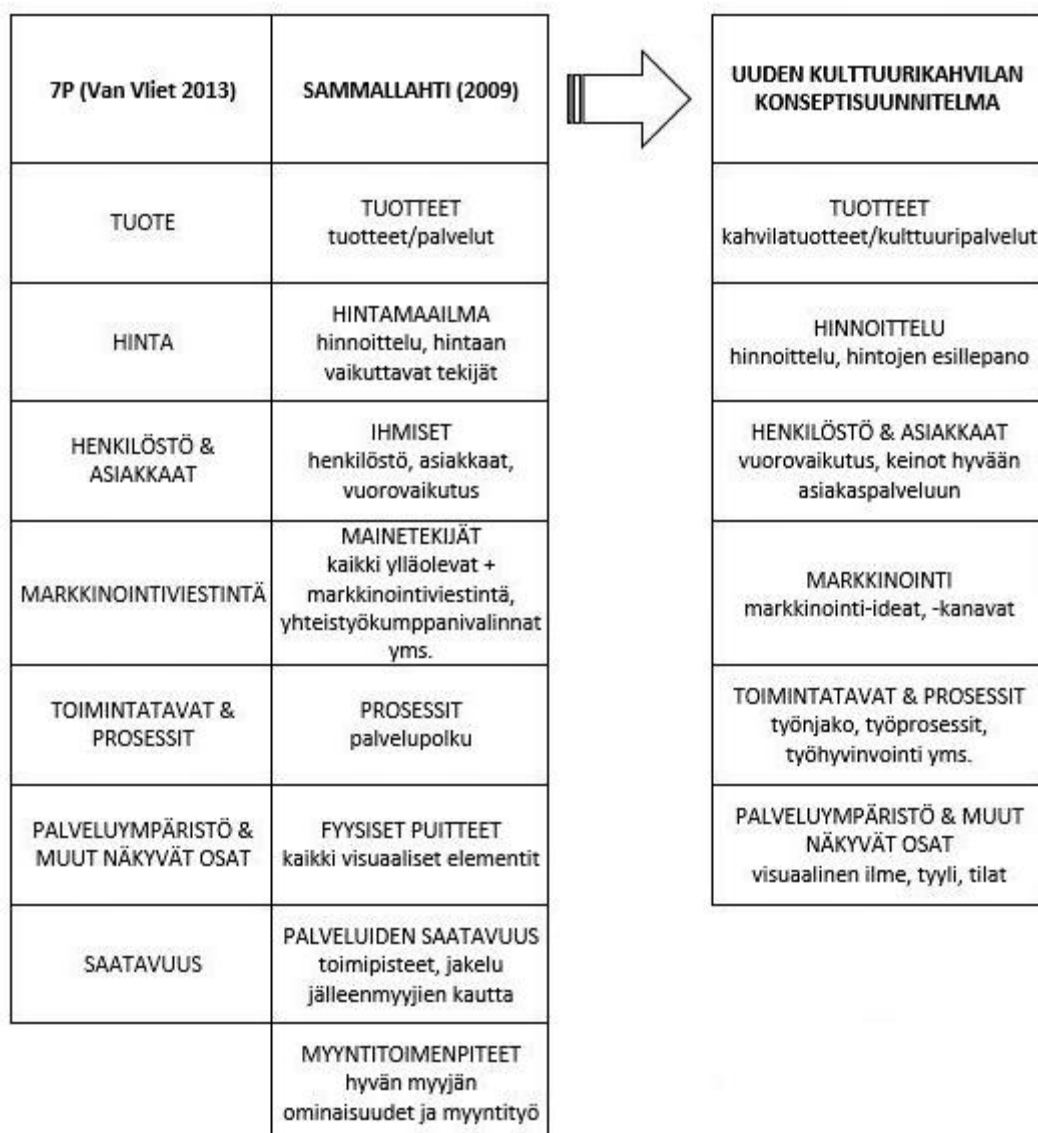 7P (Van Vliet 2013)
SAMMALLAHTI (2009)
UUDEN KULTTUURIKAHVILAN
KONSEPTISUUNNITELMA
TUOTE
TUOTTEET
tuotteet/palvelut
TUOTTEET
kahvilatuotteet/kulttuuripalvelut
HINTA
HINTAMAAILMA
hinnoittelu, hintaan
vaikuttavat tekijät
HINNOITTELU
hinnoittelu, hintojen esillepano
HENKILÖSTÖ &
ASIAKKAAT
IHMISET
henkilöstö, asiakkaat,
vuorovaikutus
HENKILÖSTÖ & ASIAKKAAT
vuorovaikutus, keinot hyvään
asiakaspalveluun
MARKKINOINTIVIESTINTÄ
MAINETEKIJÄT
kaikki ylläolevat +
markkinointiviestintä,
yhteistyökumppanivalinnat
yms.
MARKKINOINTI
markkinointi-ideat, -kanavat
TOIMINTATAVAT &
PROSESSIT
PROSESSIT
palvelupolku
TOIMINTATAVAT & PROSESSIT
työnjako, työprosessit,
työhyvinvointi yms.
PALVELUYMPÄRISTÖ &
MUUT NÄKYVÄT OSAT
FYYSISET PUITTEET
kaikki visuaaliset elementit
PALVELUYMPÄRISTÖ & MUUT
NÄKYVÄT OSAT
visuaalinen ilme, tyyli, tilat
SAATAVUUS
PALVELUIDEN SAATAVUUS
toimipisteet, jakelu
jälleenmyyjien kautta
MYYNTITOIMENPITEET
hyvän myyjän
ominaisuudet ja myyntityö